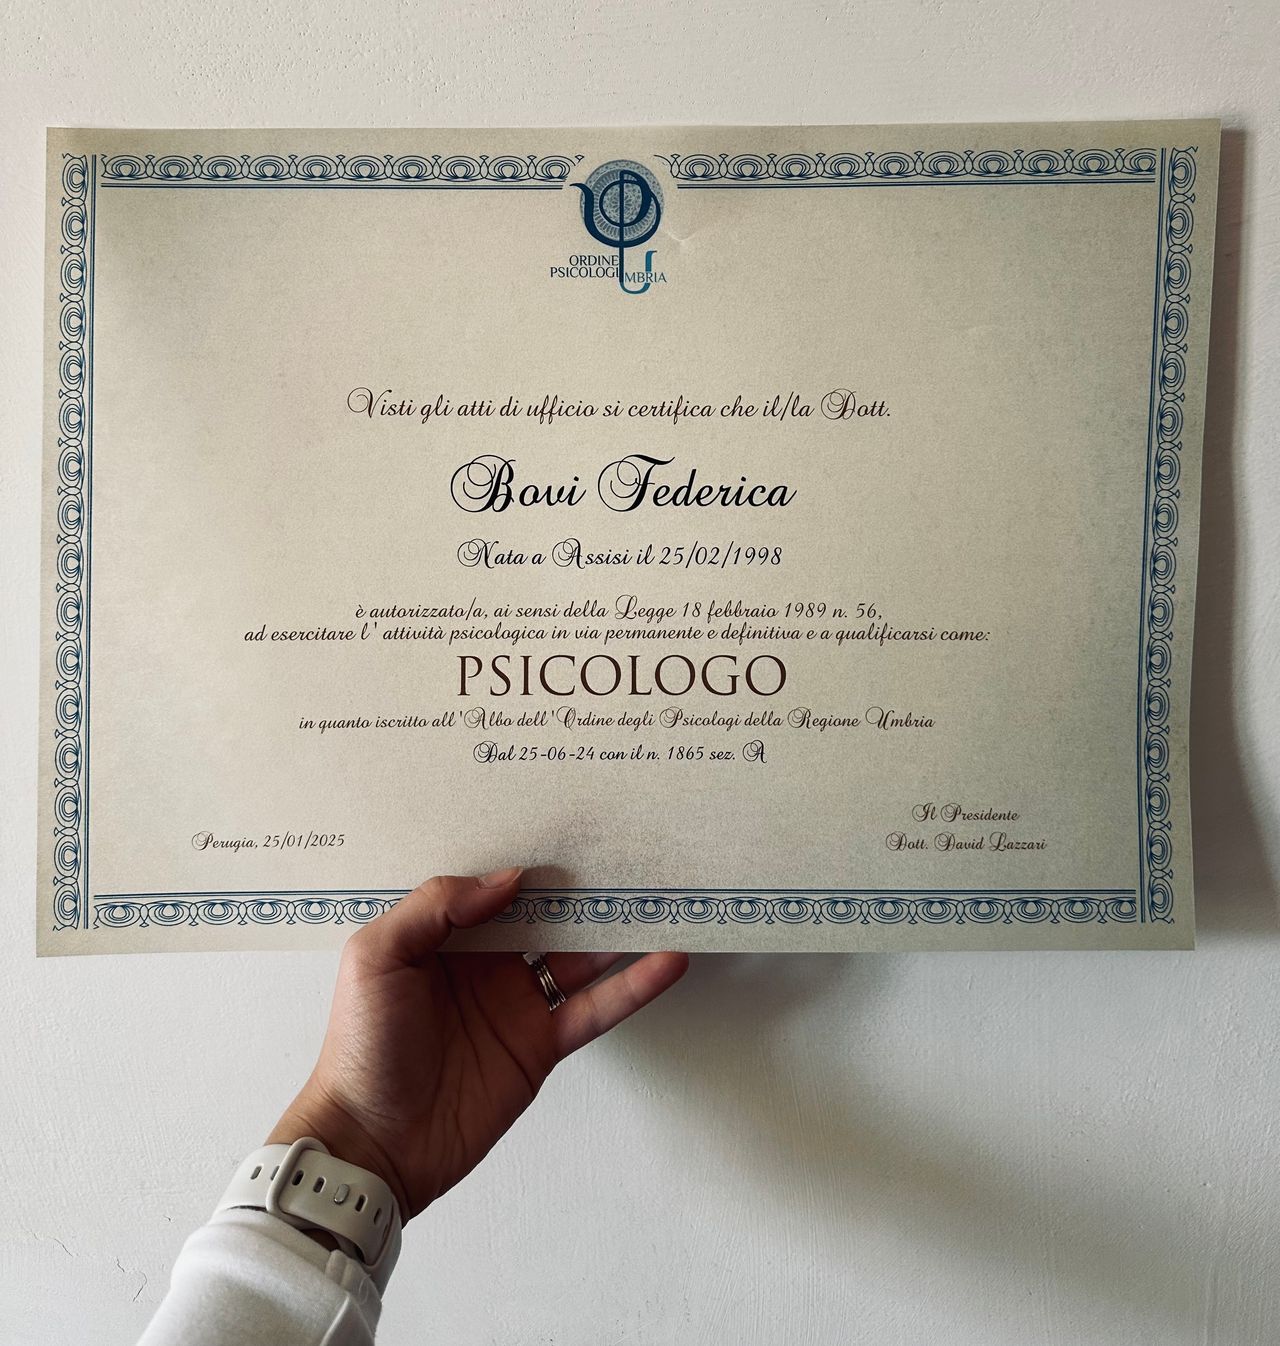 ORDINE
PSICOLOGI UMBRIA
Visti gli atti di ufficio si certifica che il/la Dott.
Bovi Federica
Nata a Assisi il 25/02/1998
è autorizzato/a, ai sensi della Legge 18 febbraio 1989 n. 56,
ad esercitare l'attività psicologica in via permanente e definitiva e a qualificarsi come:
PSICOLOGO
in quanto iscritto all'Albo dell'Ordine degli Psicologi della Regione Umbria
Dal 25-06-24 con il n. 1865 sez. A
Il Presidente
Perugia, 25/01/2025
Dott. David Lazzari